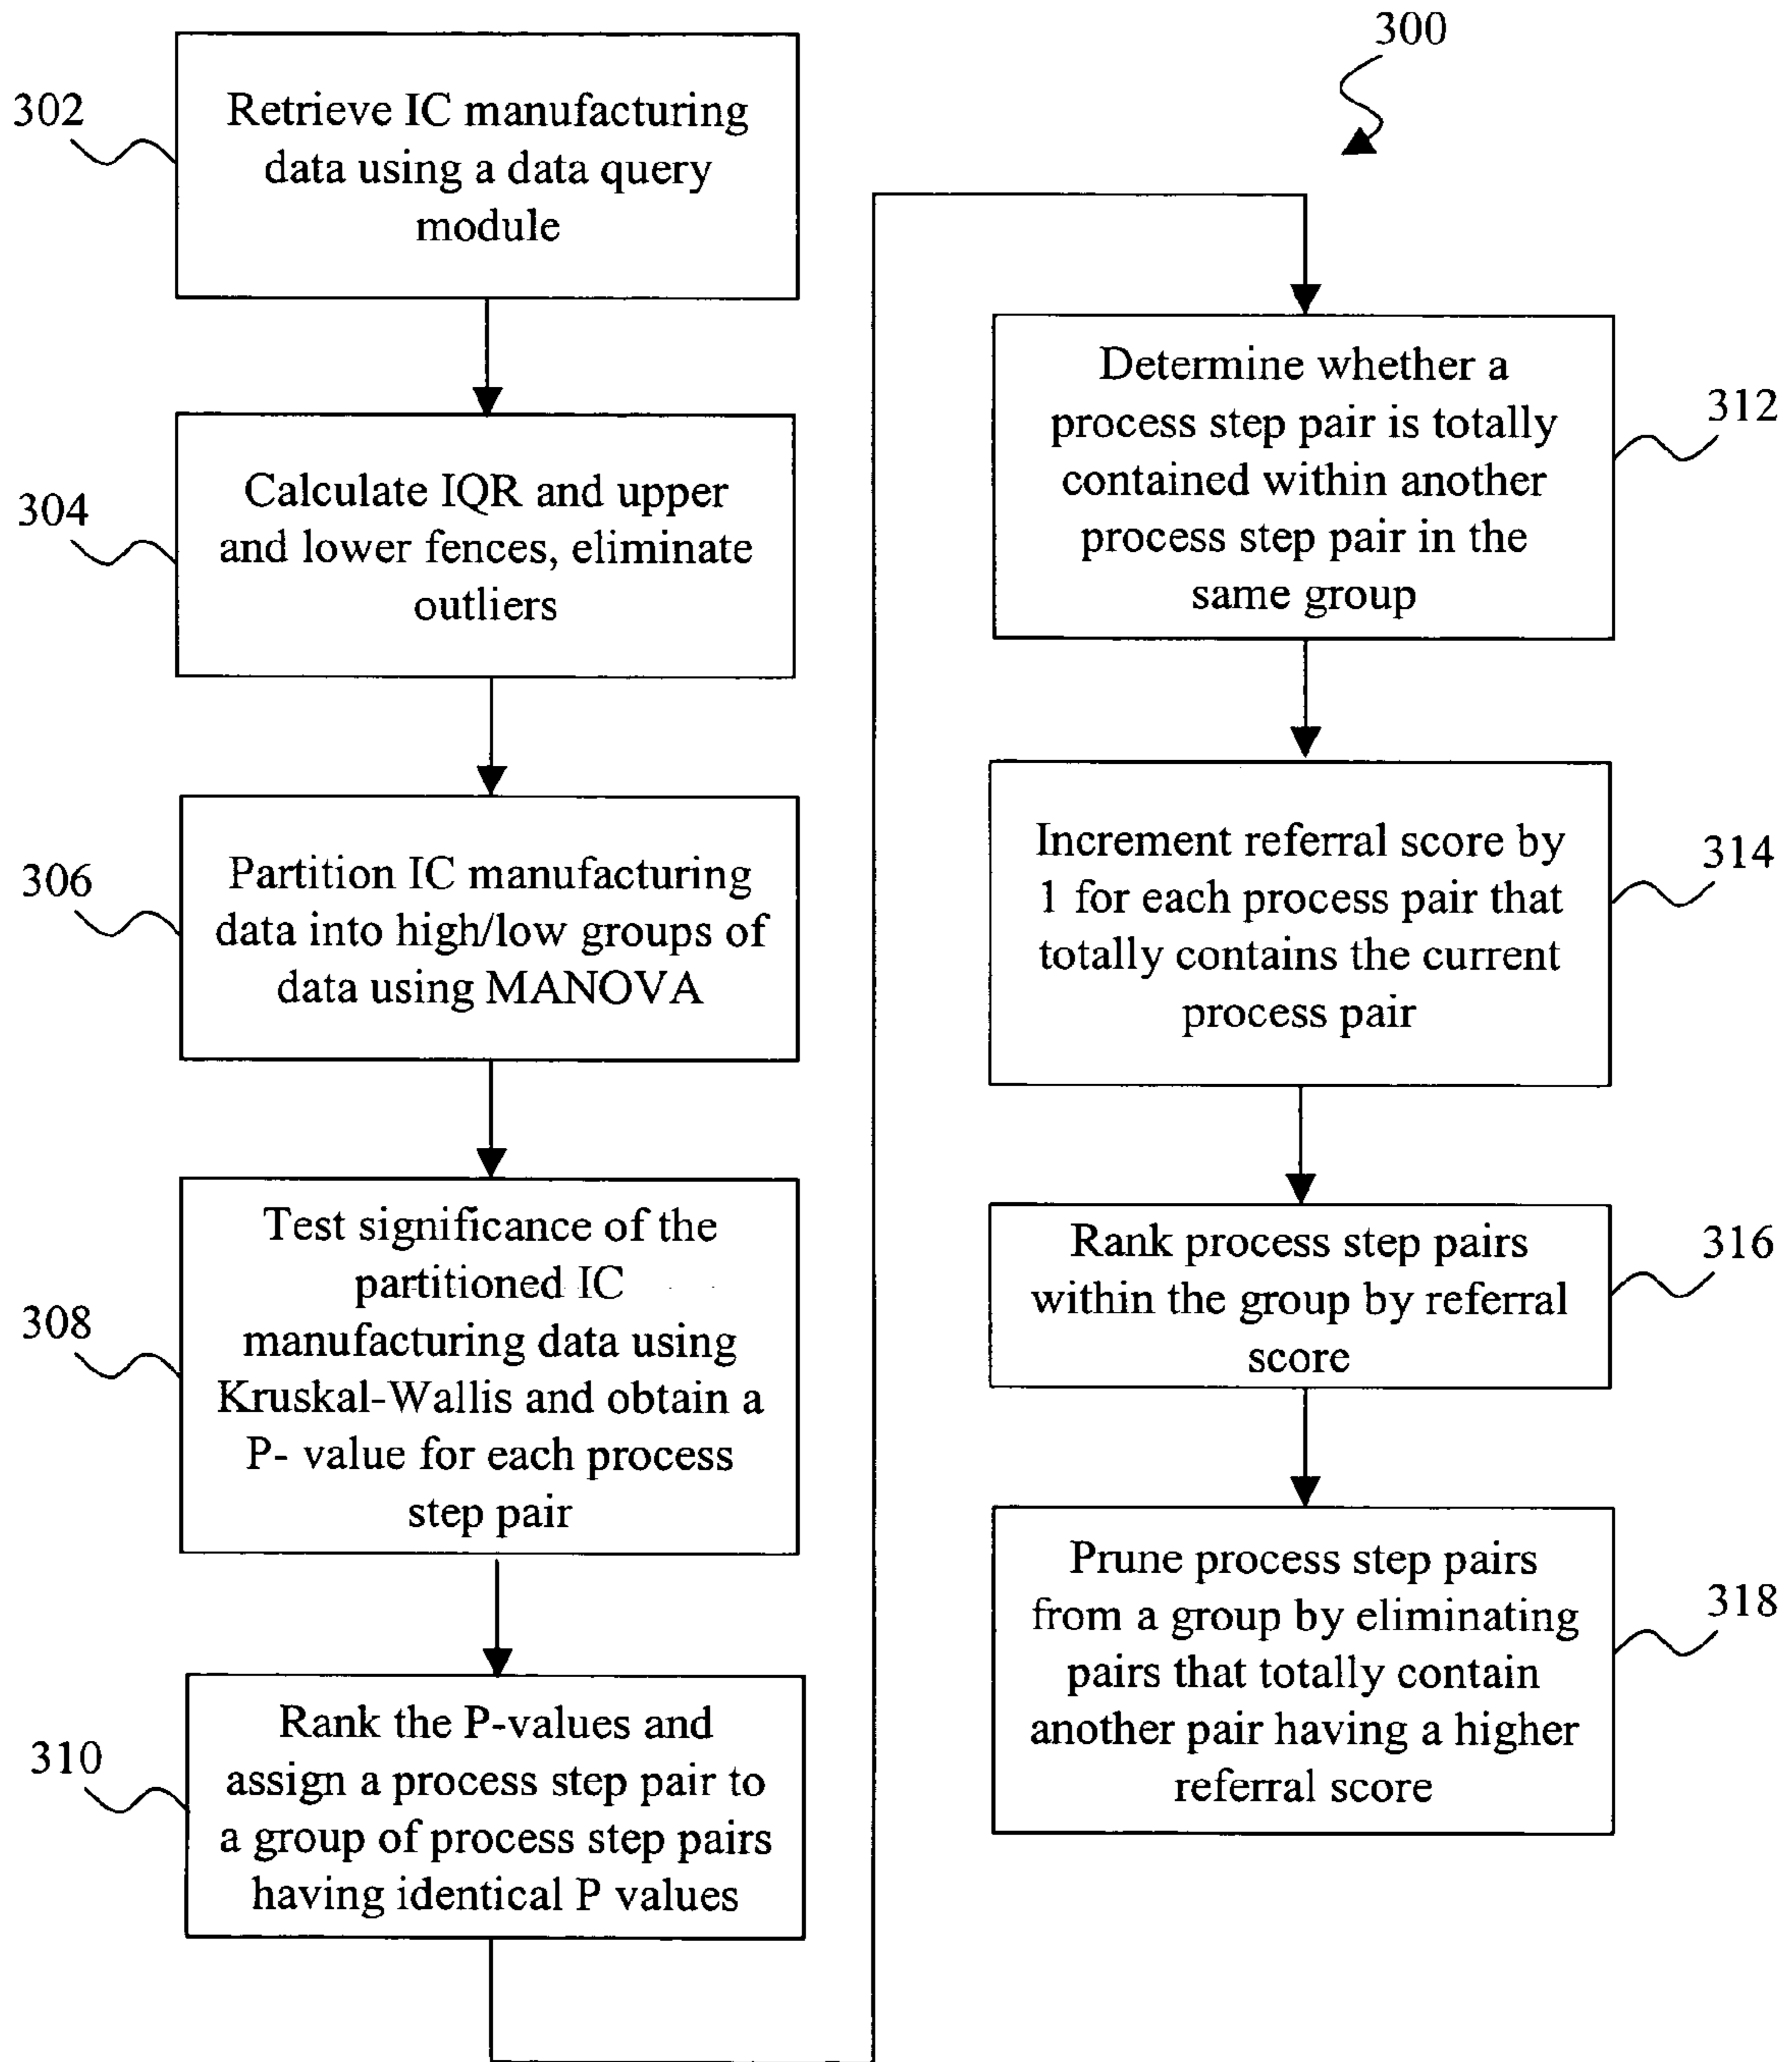 300
302
Retrieve IC manufacturing
data using a data query
module
304
Calculate IQR and upper
and lower fences, eliminate
outliers
306
Partition IC manufacturing
data into high/low groups of
data using MANOVA
308
Test significance of the
partitioned IC
manufacturing data using
Kruskal-Wallis and obtain a
P- value for each process
step pair
310
Rank the P-values and
assign a process step pair to
a group of process step pairs
having identical P values
312
Determine whether a
process step pair is totally
contained within another
process step pair in the
same group
314
Increment referral score by
1 for each process pair that
totally contains the current
process pair
316
Rank process step pairs
within the group by referral
score
318
Prune process step pairs
from a group by eliminating
pairs that totally contain
another pair having a higher
referral score